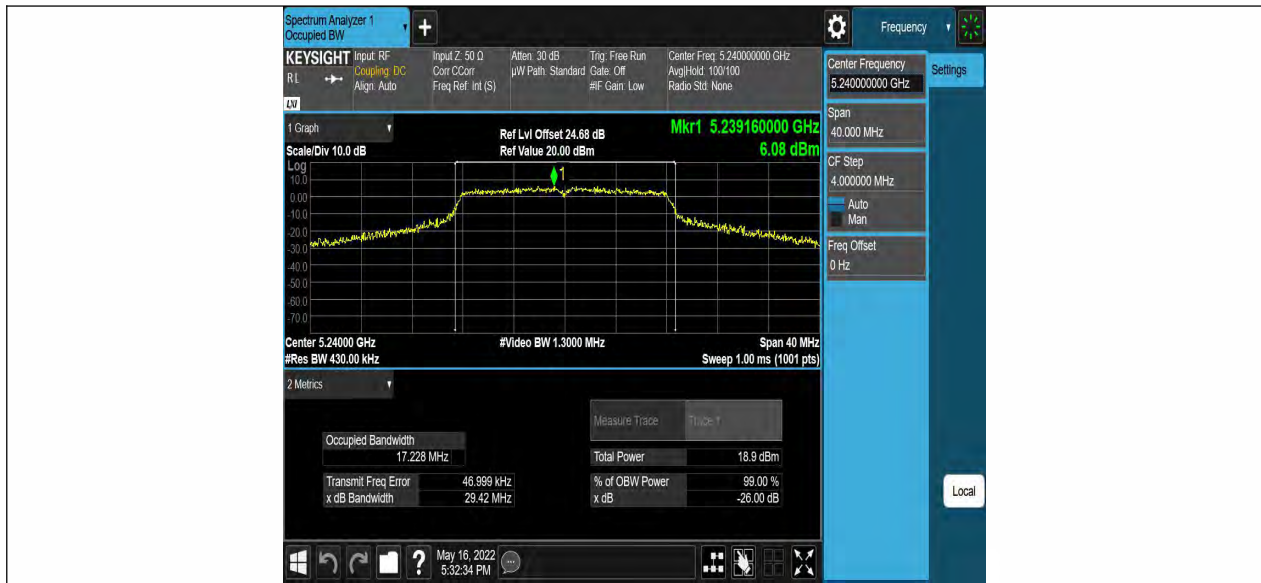 Spectrum Analyzer 1
Occupied BW
+
Frequency
KEYSIGHT
RL
LXI
Input: RF
Coupling: DC
Align: Auto
Input Z: 50 Ω
Corr CCorr
Freq Ref: Int (S)
Atten: 30 dB
µW Path: Standard
Trig: Free Run
Gate: Off
#IF Gain: Low
Center Freq: 5.240000000 GHz
Avg|Hold: 100/100
Radio Std: None
Center Frequency
5.240000000 GHz
Settings
Span
40.000 MHz
CF Step
4.000000 MHz
Auto
Man
Freq Offset
0 Hz
1 Graph
Scale/Div 10.0 dB
Ref Lvl Offset 24.68 dB
Ref Value 20.00 dBm
Mkr1 5.239160000 GHz
6.08 dBm
Log
10.0
0.00
-10.0
-20.0
-30.0
-40.0
-50.0
-60.0
-70.0
1
Center 5.24000 GHz
#Res BW 430.00 kHz
#Video BW 1.3000 MHz
Span 40 MHz
Sweep 1.00 ms (1001 pts)
2 Metrics
Measure Trace
Trace 1
Occupied Bandwidth
17.228 MHz
Total Power 18.9 dBm
Transmit Freq Error 46.999 kHz
% of OBW Power 99.00 %
x dB Bandwidth 29.42 MHz
x dB -26.00 dB
Local
?
May 16, 2022
5:32:34 PM